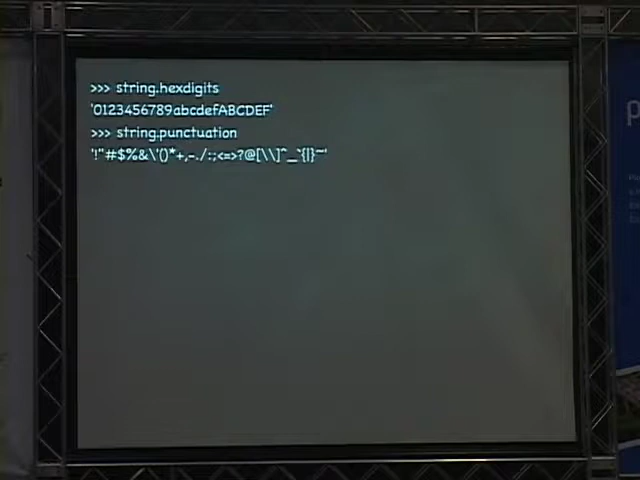 >>> string.hexdigits
'0123456789abcdefABCDEF'
>>> string.punctuation
'!"#$%&\'()*+,-./:;<=>?@[\\]^_`{|}~'
p